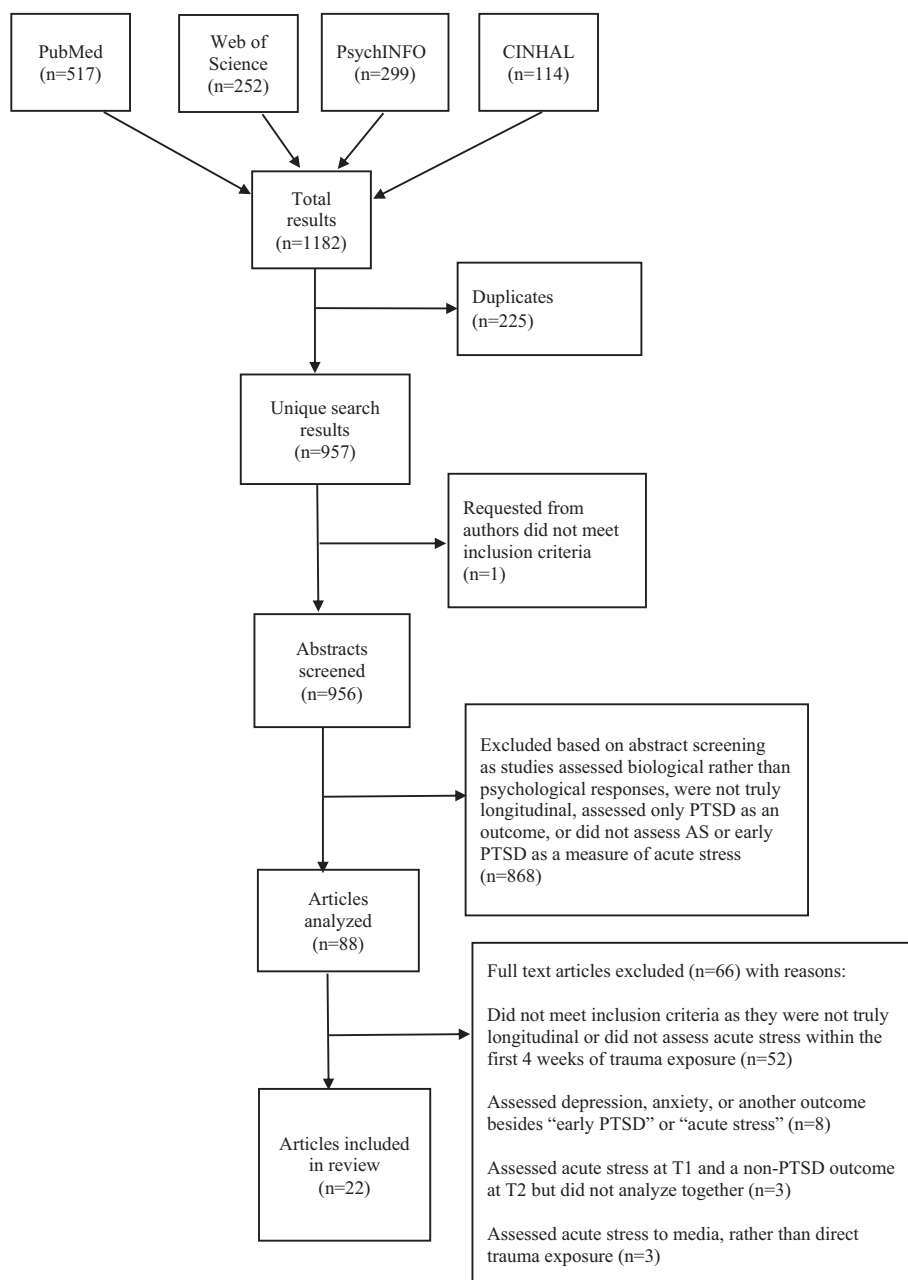 PubMed
(n=517)
Web of
Science
(n=252)
PsychINFO
(n=299)
CINHAL
(n=114)
Total
results
(n=1182)
Duplicates
(n=225)
Unique search
results
(n=957)
Requested from
authors did not meet
inclusion criteria
(n=1)
Abstracts
screened
(n=956)
Excluded based on abstract screening
as studies assessed biological rather than
psychological responses, were not truly
longitudinal, assessed only PTSD as an
outcome, or did not assess AS or early
PTSD as a measure of acute stress
(n=868)
Articles
analyzed
(n=88)
Full text articles excluded (n=66) with reasons:
Did not meet inclusion criteria as they were not truly
longitudinal or did not assess acute stress within the
first 4 weeks of trauma exposure (n=52)
Assessed depression, anxiety, or another outcome
besides “early PTSD” or “acute stress” (n=8)
Assessed acute stress at T1 and a non-PTSD outcome
at T2 but did not analyze together (n=3)
Assessed acute stress to media, rather than direct
trauma exposure (n=3)
Articles included
in review
(n=22)